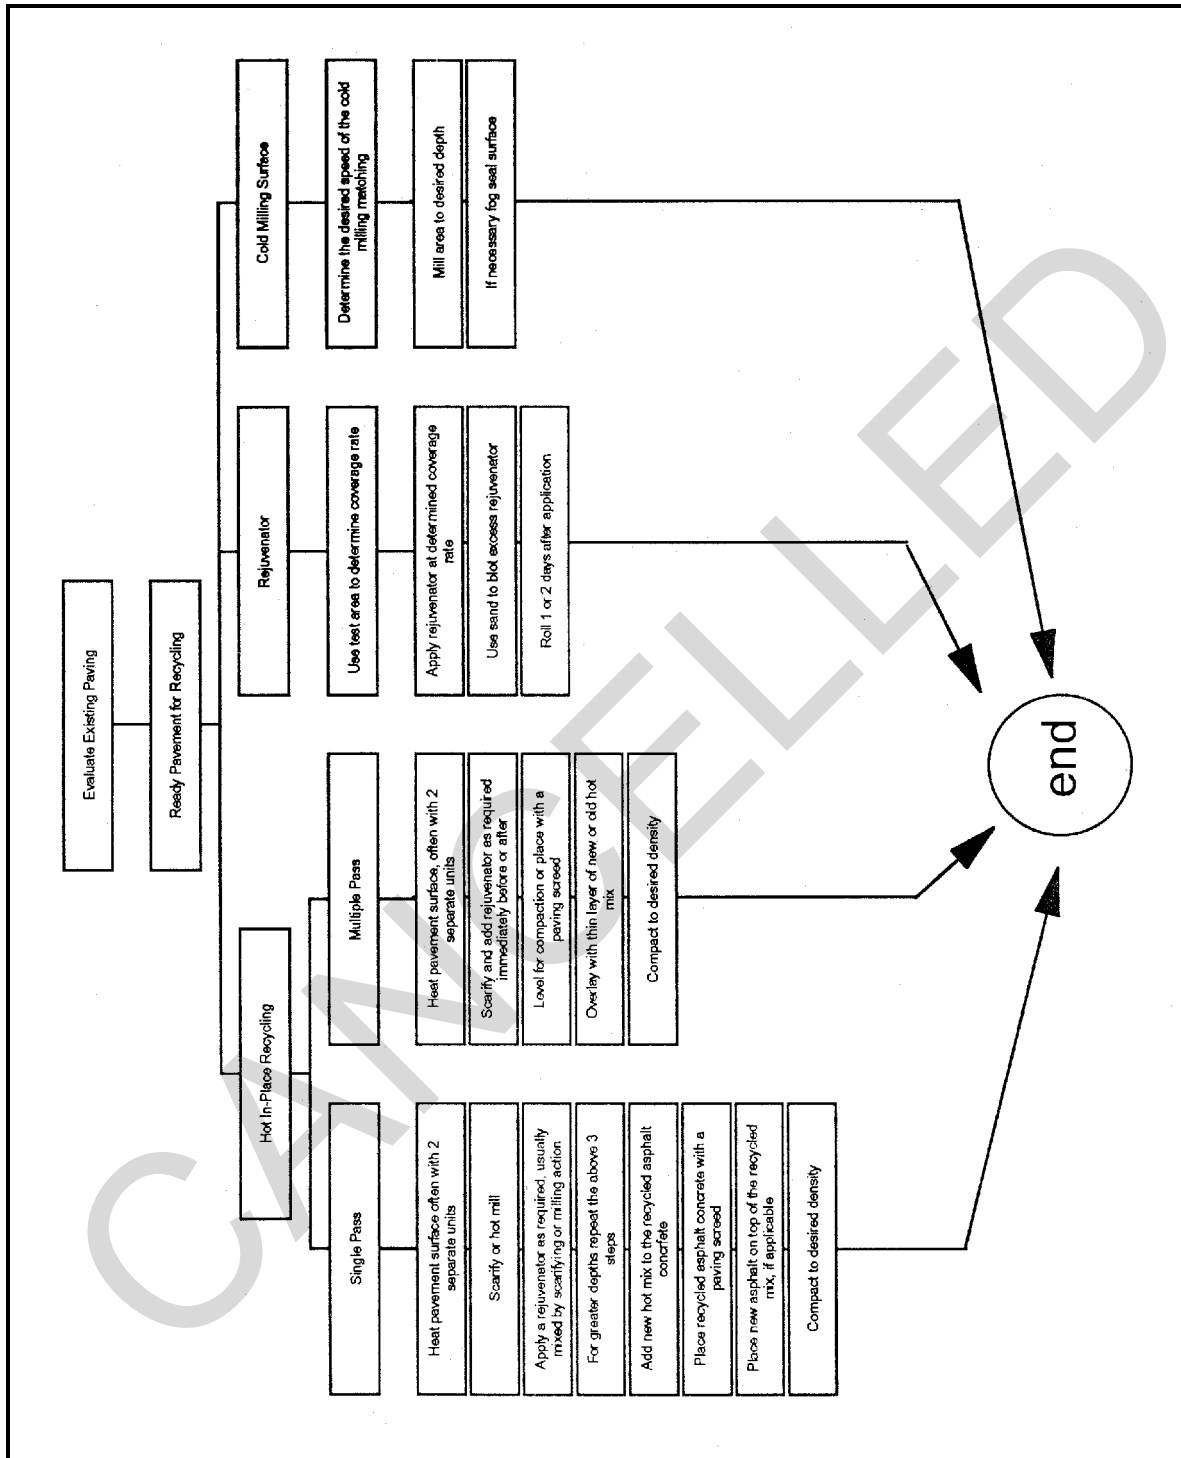 Evaluate Existing Paving
Ready Pavement for Recycling
Hot In-Place Recycling
Single Pass
Heat pavement surface often with 2
separate units
Scarify or hot mill
Apply a rejuvenator as required, usually
mixed by scarifying or milling action
For greater depths repeat the above 3
steps
Add new hot mix to the recycled asphalt
concrfete
Place recycled asphalt concrete with a
paving screed
Place new asphalt on top of the recycled
mix, if applicable
Compact to desired density
Multiple Pass
Heat pavement surface, often with 2
separate units
Scarify and add rejuvenator as required
immediately before or after
Level for compaction or place with a
paving screed
Overlay with thin layer of new or old hot
mix
Compact to desired density
Rejuvenator
Use test area to determine coverage rate
Apply rejuvenator at determined coverage
rate
Use sand to blot excess rejuvenator
Roll 1 or 2 days after application
Cold Milling Surface
Determine the desired speed of the cold
milling matching
Mill area to desired depth
If necessary fog seal surface
end
CANCELLED